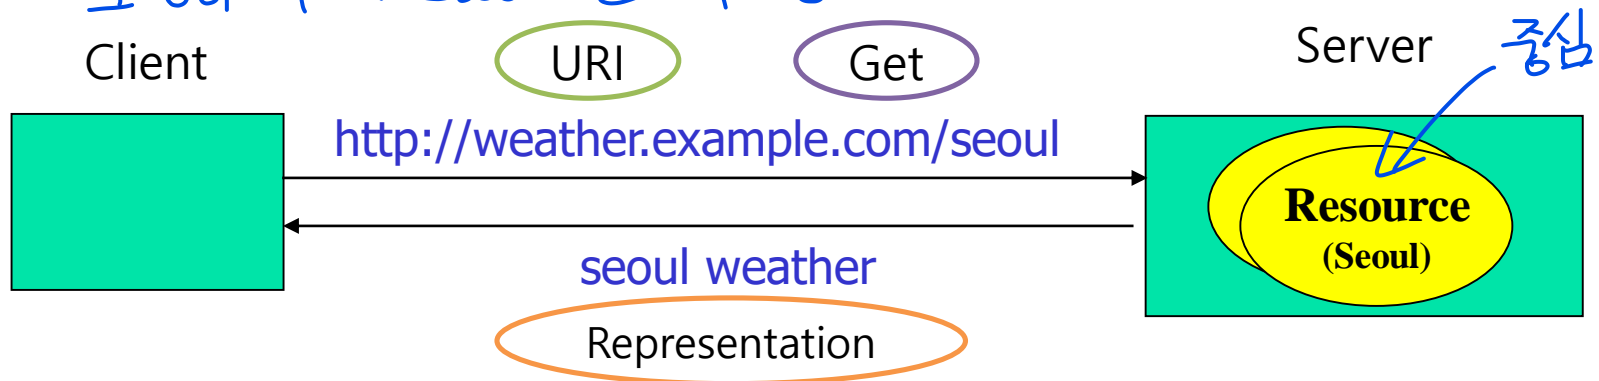 Client
URI
Get
Server
중심
http://weather.example.com/seoul
Resource
(Seoul)
seoul weather
Representation